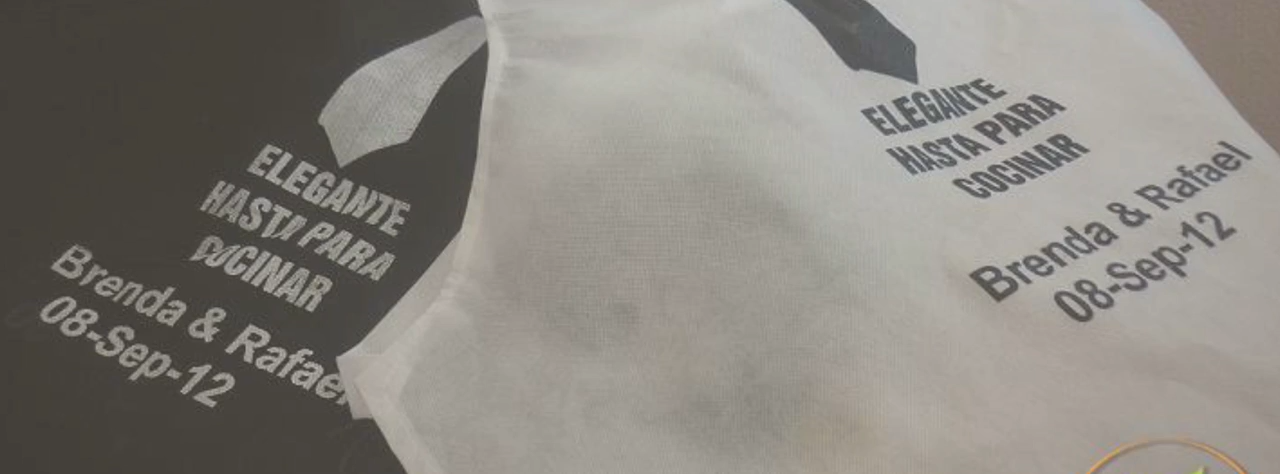 ELEGANTE
HASTA PARA
COCINAR
Brenda & Rafael
08-Sep-12
ELEGANTE
HASTA PARA
COCINAR
Brenda & Rafael
08-Sep-12